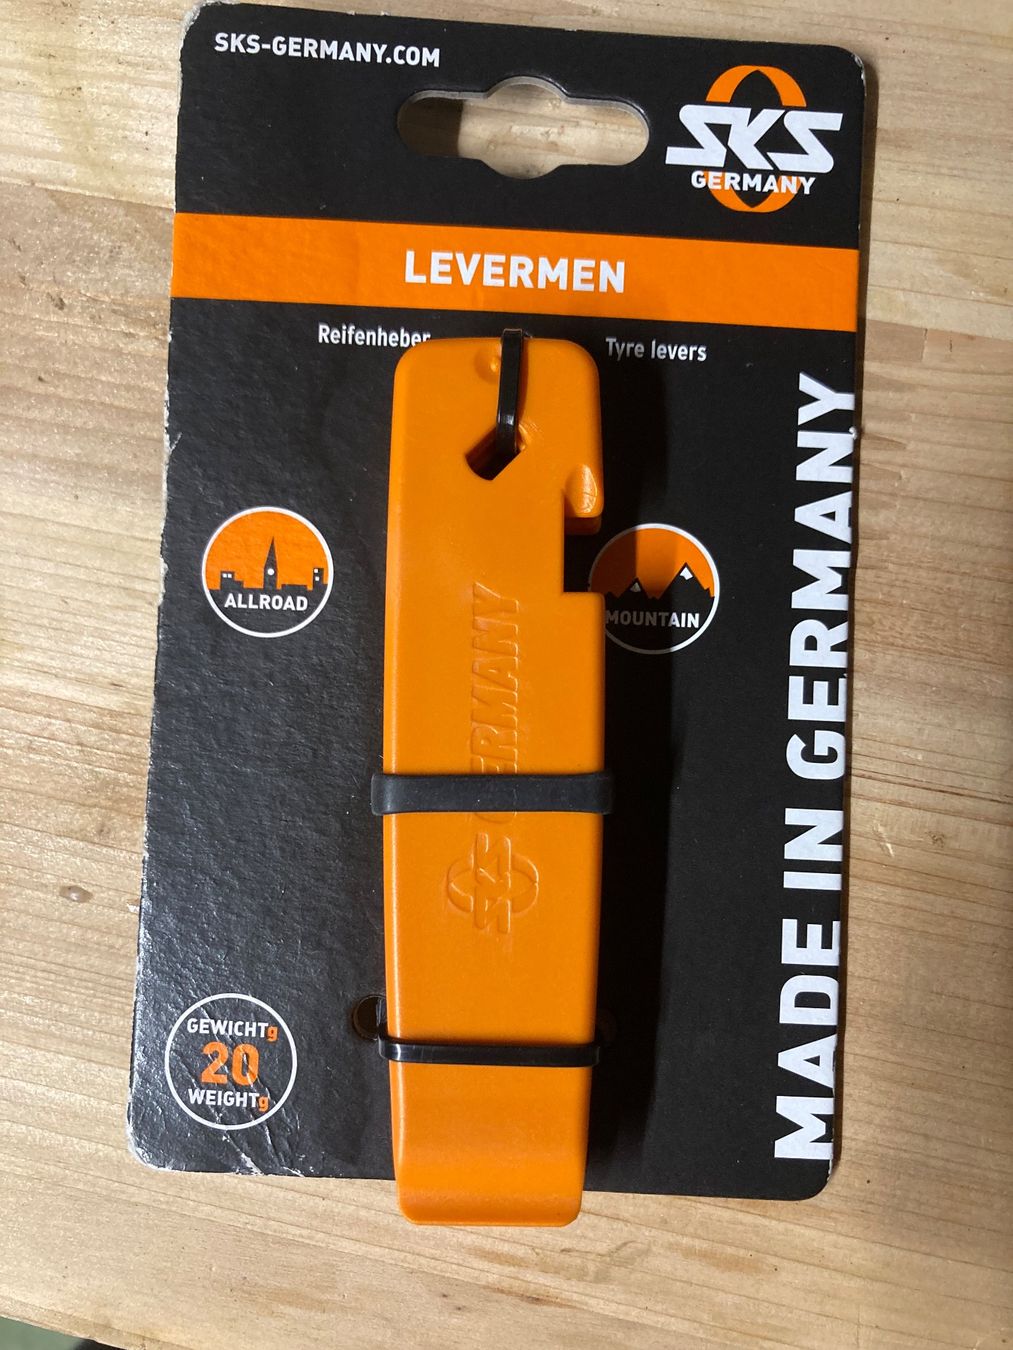 SKS-GERMANY.COM
SKS
GERMANY
LEVERMEN
Reifenheber
Tyre levers
ALLROAD
MOUNTAIN
MADE IN GERMANY
SKS GERMANY
GEWICHTg
20
WEIGHTg